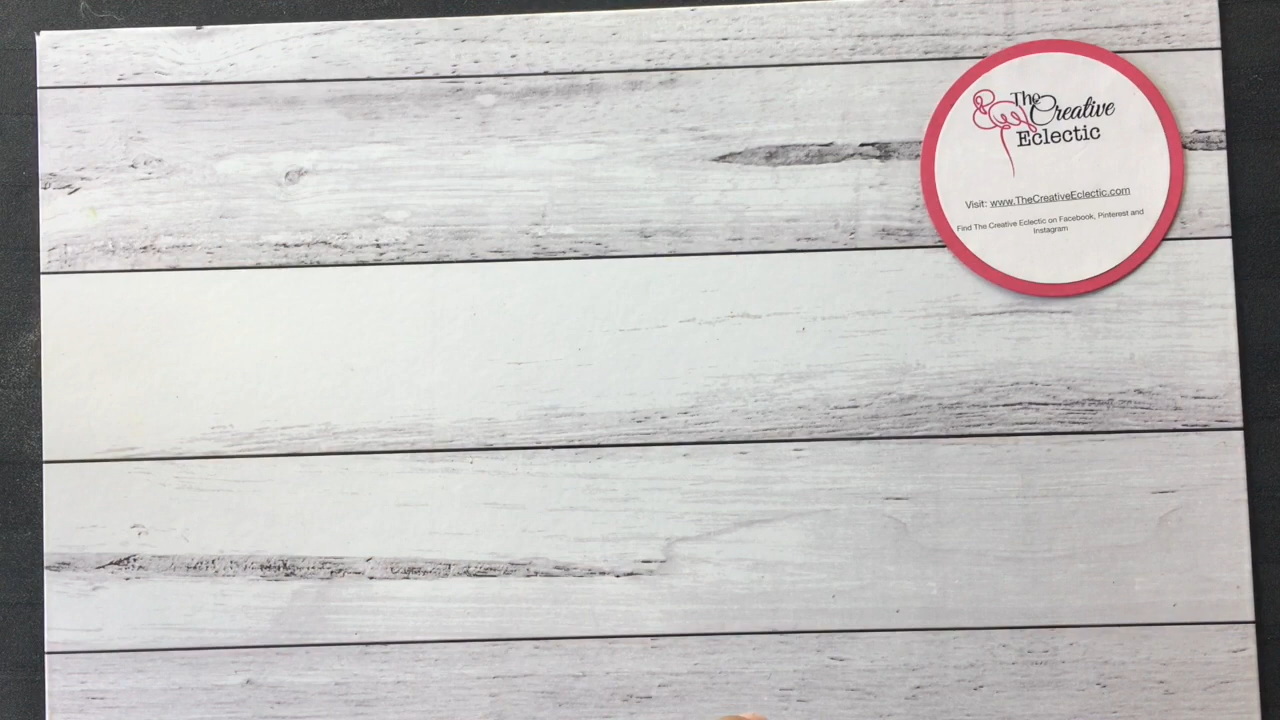 The
Creative
Eclectic
Visit: www.TheCreativeEclectic.com
Find The Creative Eclectic on Facebook, Pinterest and
Instagram